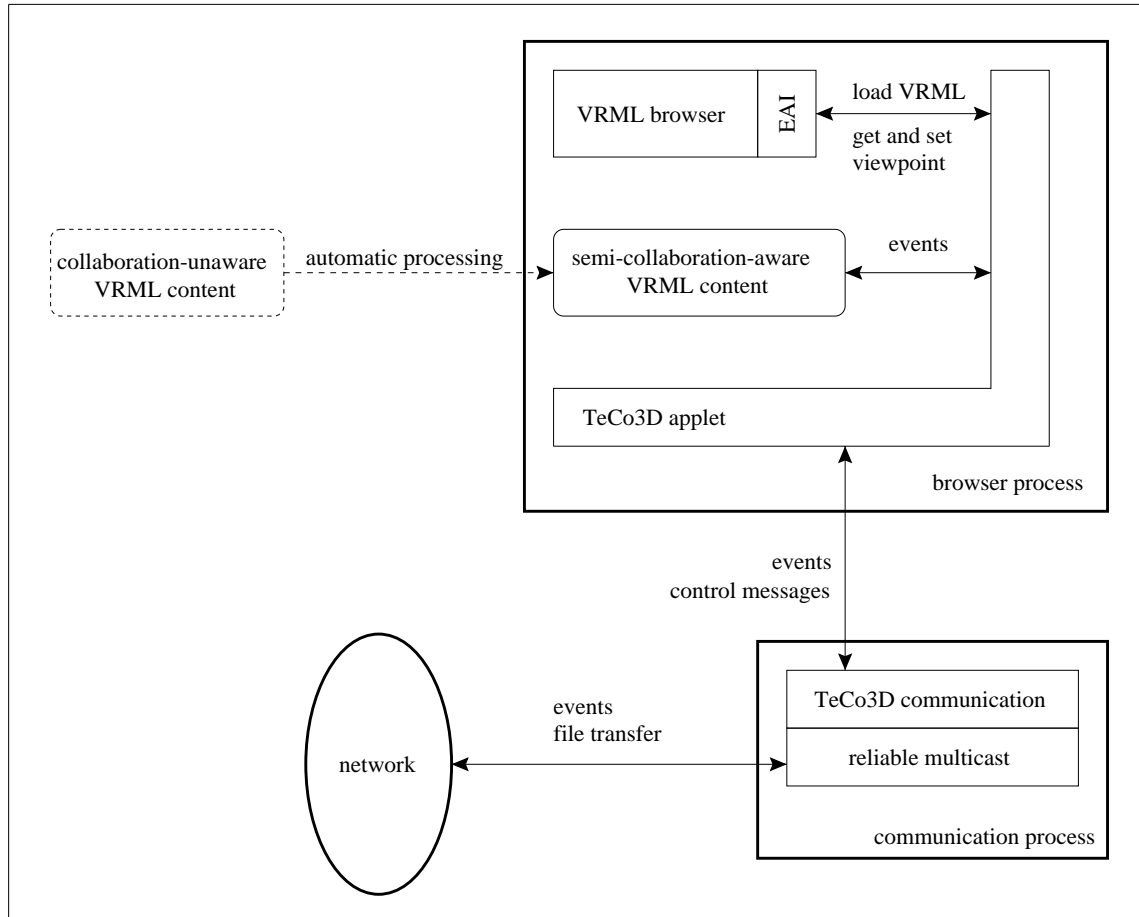 VRML browser
EAI
load VRML
get and set
viewpoint
collaboration-unaware
VRML content
automatic processing
semi-collaboration-aware
VRML content
events
TeCo3D applet
browser process
events
control messages
network
events
file transfer
TeCo3D communication
reliable multicast
communication process